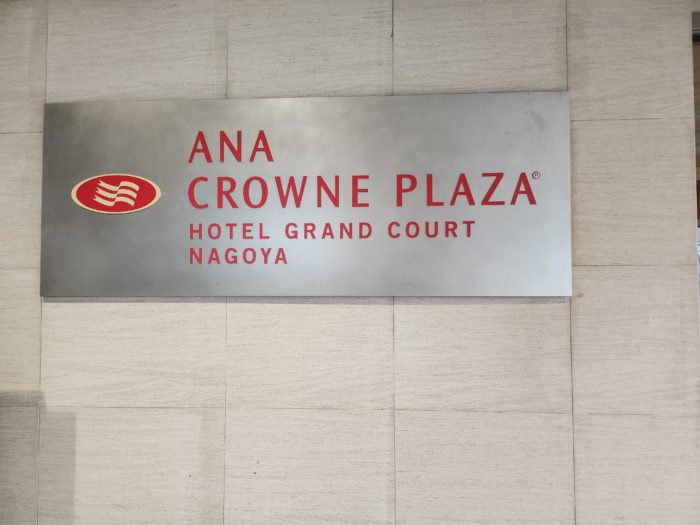 ANA
CROWNE PLAZA®
HOTEL GRAND COURT
NAGOYA